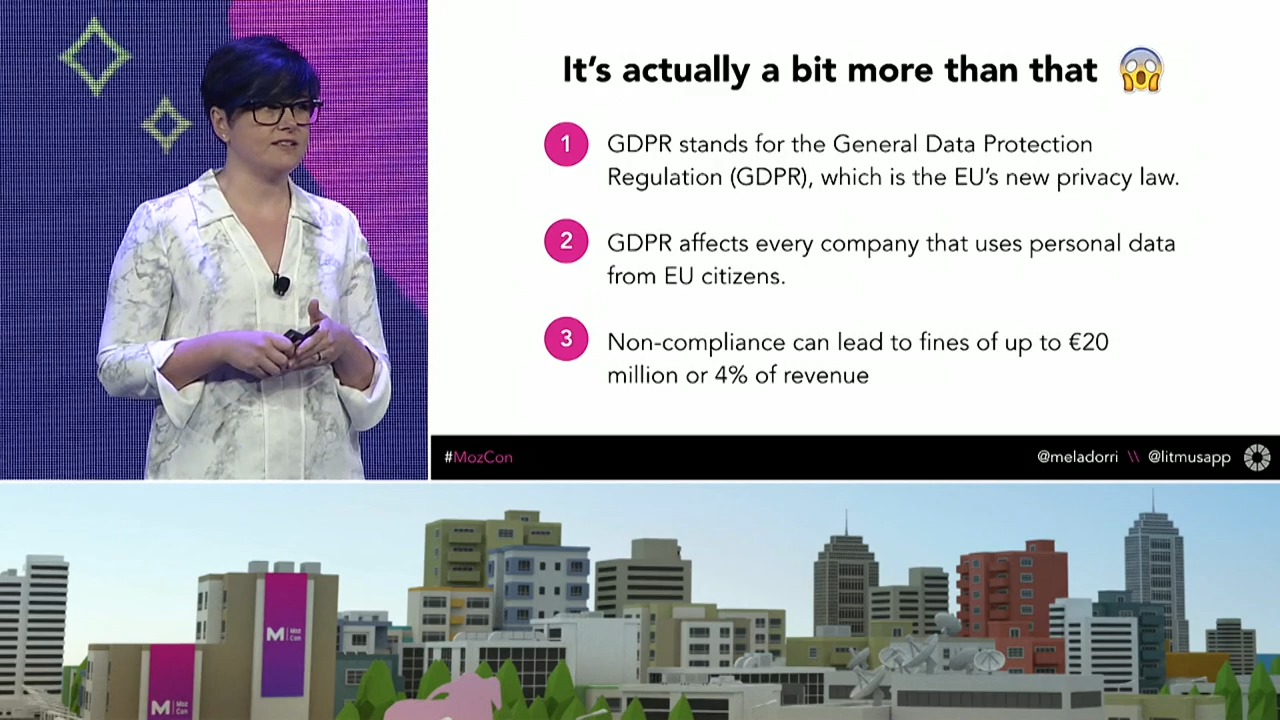 It's actually a bit more than that
1
GDPR stands for the General Data Protection
Regulation (GDPR), which is the EU's new privacy law.
2
GDPR affects every company that uses personal data
from EU citizens.
3
Non-compliance can lead to fines of up to €20
million or 4% of revenue
#MozCon
@meladorri \\ @litmusapp
M | Moz
Con
M | Moz
Con